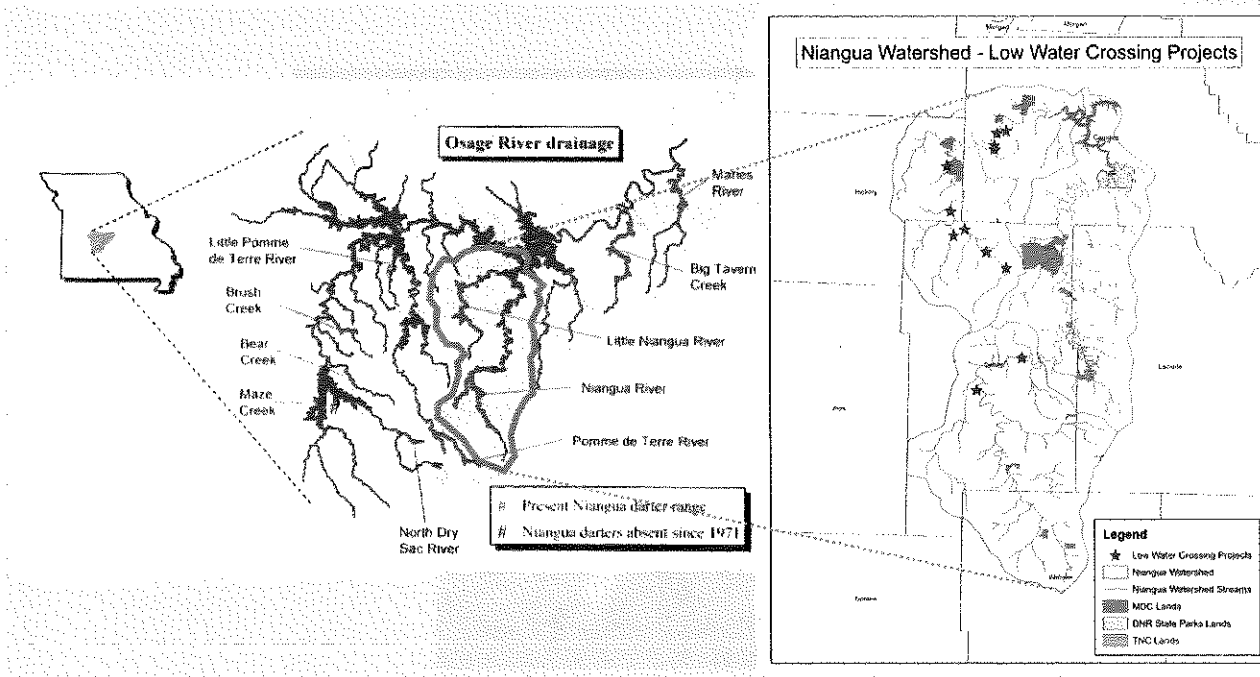 Osage River drainage
Maries
River
Little Pomme
de Terre River
Big Tavern
Creek
Brush
Creek
Little Niangua River
Bear
Creek
Niangua River
Maze
Creek
Pomme de Terre River
# Present Niangua darter range
# Niangua darters absent since 1971
North Dry
Sac River
Morgan
Niangua Watershed - Low Water Crossing Projects
Hickory
Laclede
Legend
Low Water Crossing Projects
Niangua Watershed
Niangua Watershed Streams
MDC Lands
DNR State Parks Lands
TNC Lands